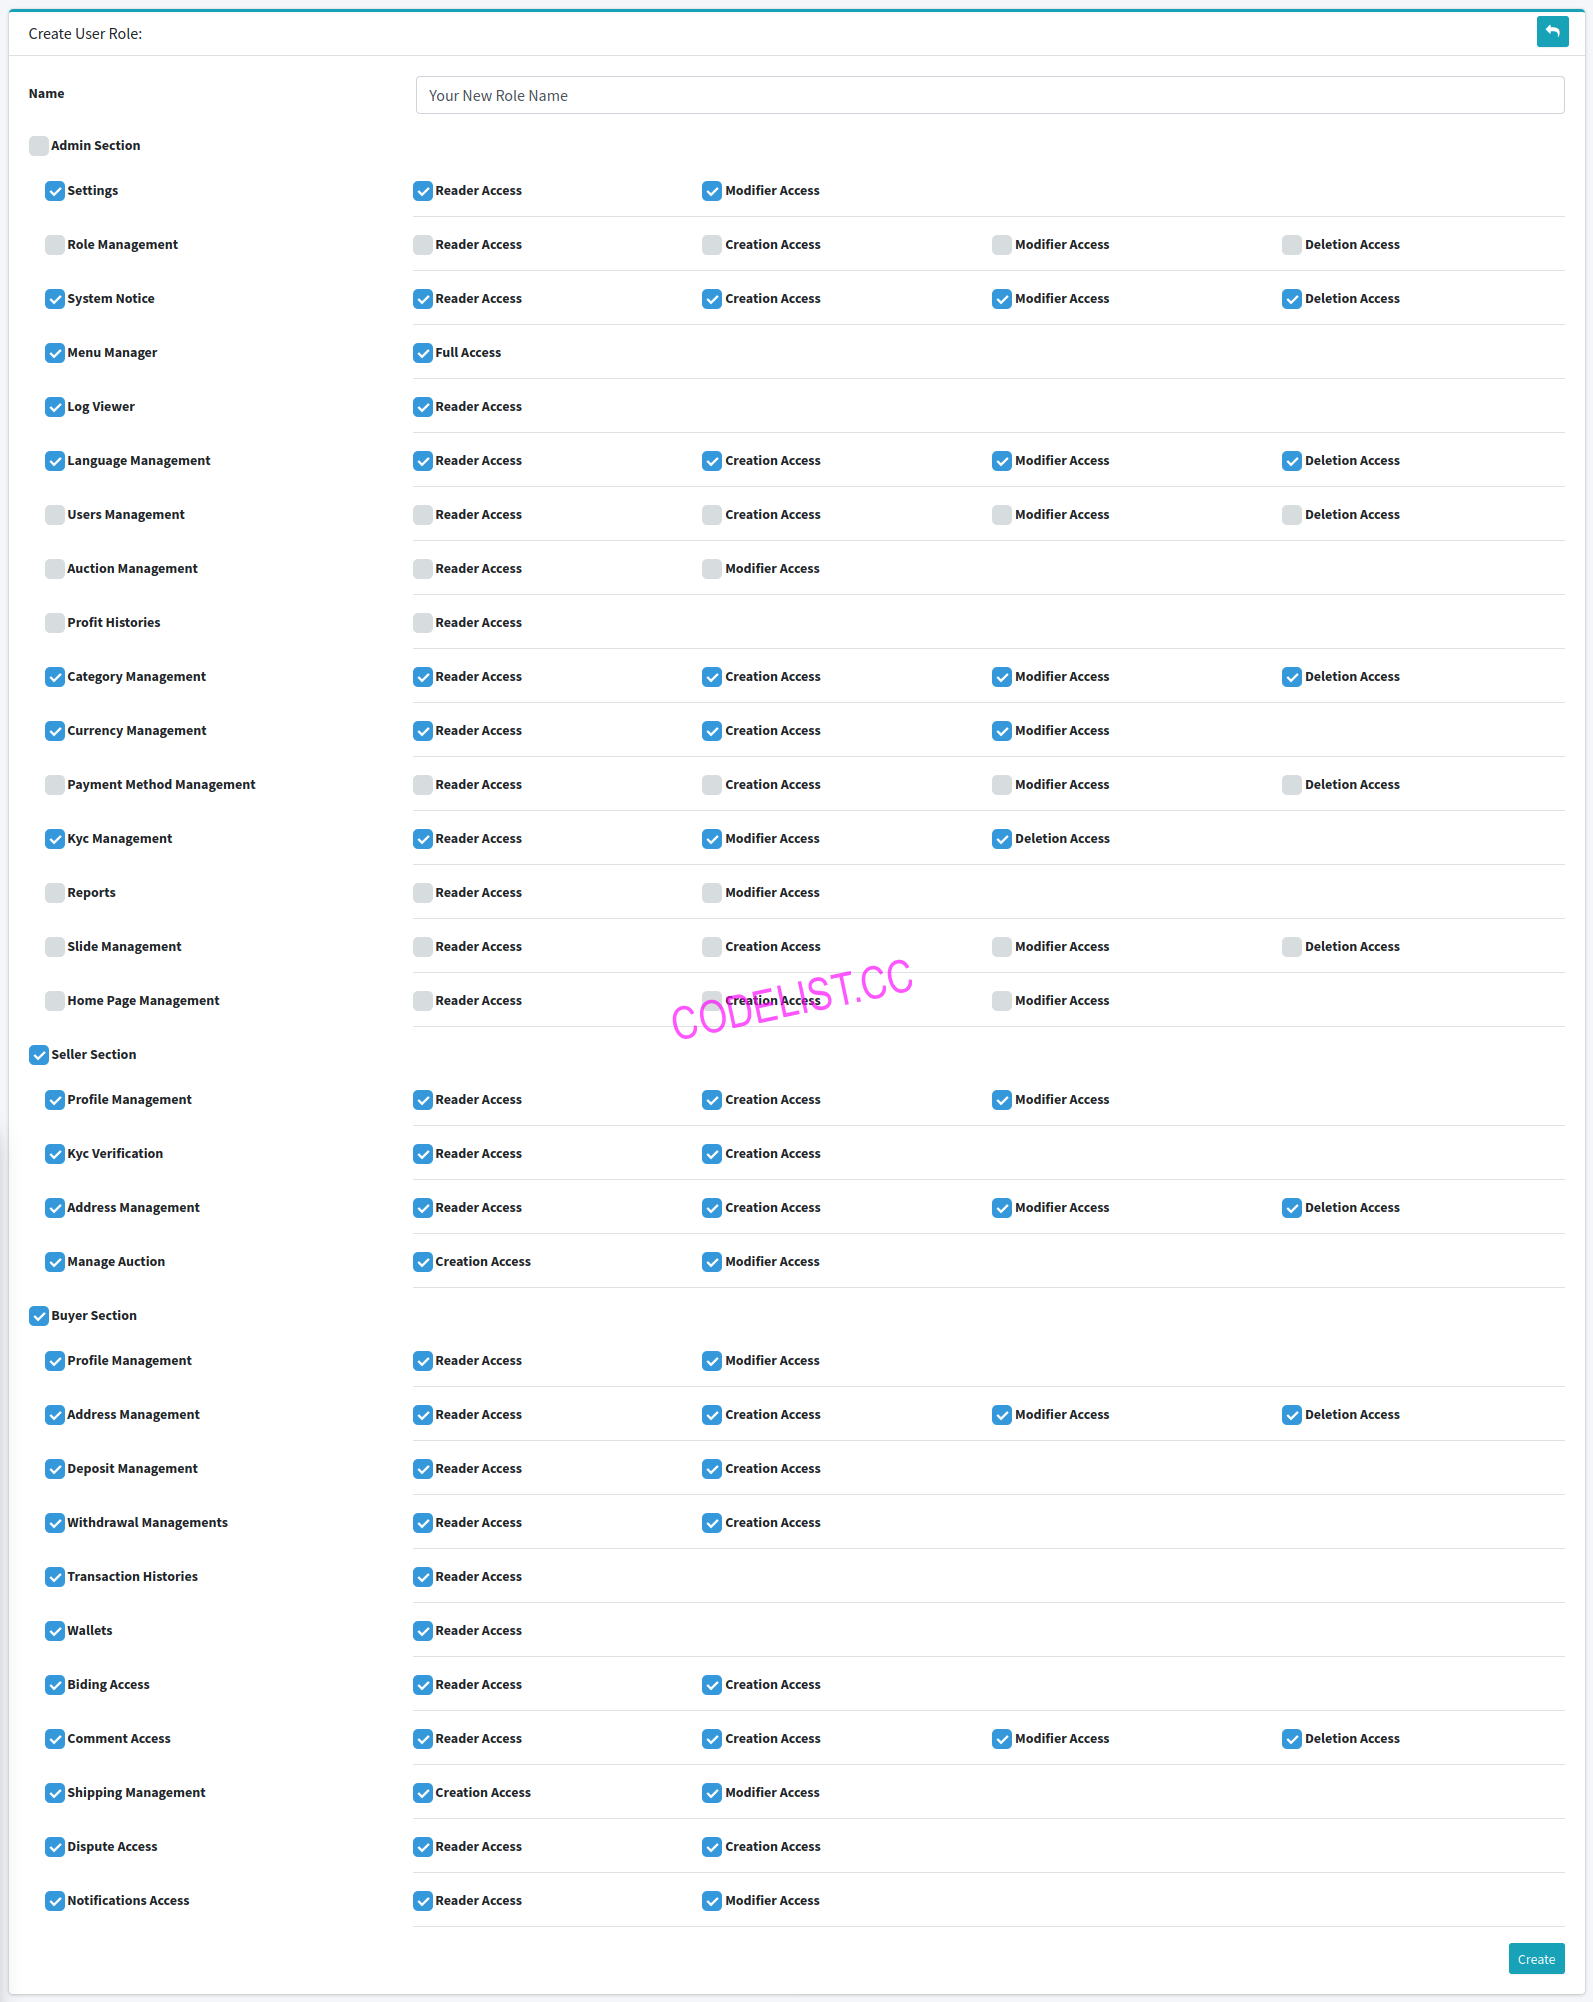 Create User Role:
Name Your New Role Name
Admin Section
Settings Reader Access Modifier Access
Role Management Reader Access Creation Access Modifier Access Deletion Access
System Notice Reader Access Creation Access Modifier Access Deletion Access
Menu Manager Full Access
Log Viewer Reader Access
Language Management Reader Access Creation Access Modifier Access Deletion Access
Users Management Reader Access Creation Access Modifier Access Deletion Access
Auction Management Reader Access Modifier Access
Profit Histories Reader Access
Category Management Reader Access Creation Access Modifier Access Deletion Access
Currency Management Reader Access Creation Access Modifier Access
Payment Method Management Reader Access Creation Access Modifier Access Deletion Access
Kyc Management Reader Access Modifier Access Deletion Access
Reports Reader Access Modifier Access
Slide Management Reader Access Creation Access Modifier Access Deletion Access
Home Page Management Reader Access Creation Access Modifier Access
CODELIST.CC
Seller Section
Profile Management Reader Access Creation Access Modifier Access
Kyc Verification Reader Access Creation Access
Address Management Reader Access Creation Access Modifier Access Deletion Access
Manage Auction Creation Access Modifier Access
Buyer Section
Profile Management Reader Access Modifier Access
Address Management Reader Access Creation Access Modifier Access Deletion Access
Deposit Management Reader Access Creation Access
Withdrawal Managements Reader Access Creation Access
Transaction Histories Reader Access
Wallets Reader Access
Biding Access Reader Access Creation Access
Comment Access Reader Access Creation Access Modifier Access Deletion Access
Shipping Management Creation Access Modifier Access
Dispute Access Reader Access Creation Access
Notifications Access Reader Access Modifier Access
Create